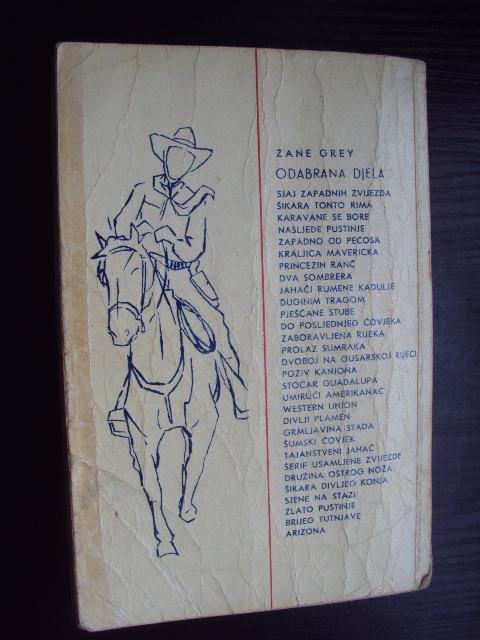 ZANE GREY
ODABRANA DJELA
SJAJ ZAPADNIH ZVIJEZDA
ŠIKARA TONTO RIMA
KARAVANE SE BORE
NASLJEĐE PUSTINJE
ZAPADNO OD PECOSA
KRALJICA MAVERICKA
PRINCEZIN RANČ
DVA SOMBRERA
JAHAČI RUMENE KADULJE
DUGINIM TRAGOM
PJEŠČANE STUBE
DO POSLJEDNJEG ČOVJEKA
ZABORAVLJENA RIJEKA
PROLAZ SUMRAKA
DVOBOJ NA GUSARSKOJ RIJECI
POZIV KANJONA
STOČAR GUADALUPA
UMIRUĆI AMERIKANAC
WESTERN UNION
DIVLJI PLAMEN
GRMLJAVINA STADA
ŠUMSKI ČOVJEK
TAJANSTVENI JAHAČ
ŠERIF USAMLJENE ZVIJEZDE
DRUŽINA OSTROG NOŽA
ŠIKARA DIVLJEG KONJA
SJENE NA STAZI
ZLATO PUSTINJE
BRIJEG TUTNJAVE
ARIZONA